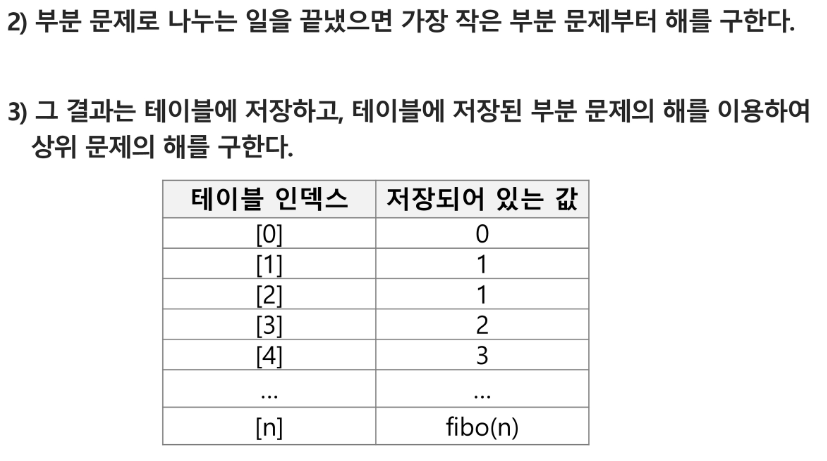 2) 부분 문제로 나누는 일을 끝냈으면 가장 작은 부분 문제부터 해를 구한다.
3) 그 결과는 테이블에 저장하고, 테이블에 저장된 부분 문제의 해를 이용하여
상위 문제의 해를 구한다.
테이블 인덱스 저장되어 있는 값
[0] 0
[1] 1
[2] 1
[3] 2
[4] 3
... ...
[n] fibo(n)